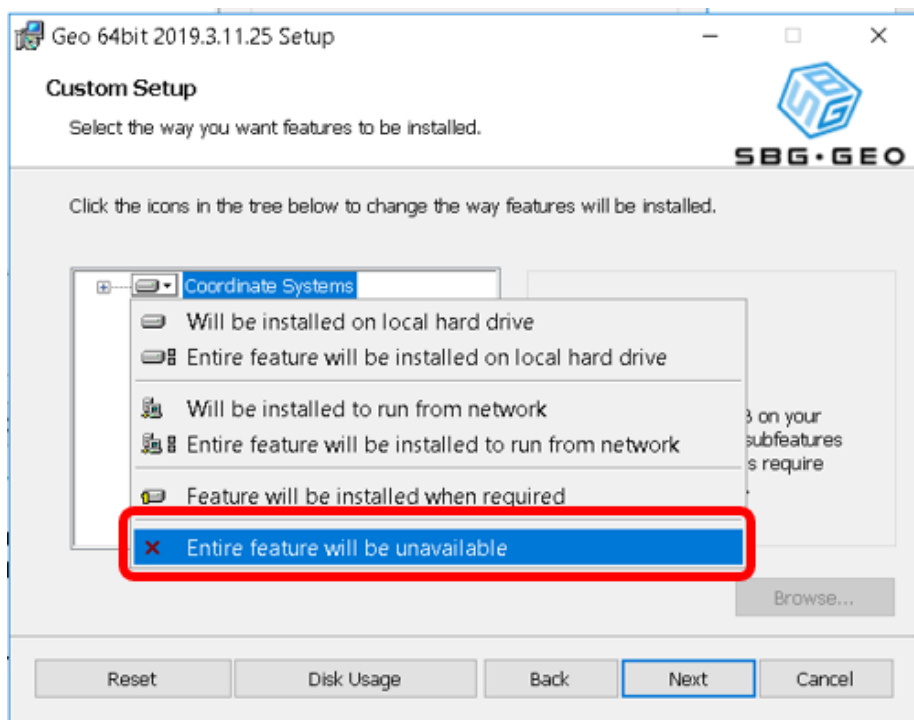 Geo 64bit 2019.3.11.25 Setup
Custom Setup
Select the way you want features to be installed.
SBG
SBG·GEO
Click the icons in the tree below to change the way features will be installed.
Coordinate Systems
Will be installed on local hard drive
Entire feature will be installed on local hard drive
Will be installed to run from network
on your
Entire feature will be installed to run from network
subfeatures
s require
Feature will be installed when required
Entire feature will be unavailable
Browse...
Reset Disk Usage Back Next Cancel